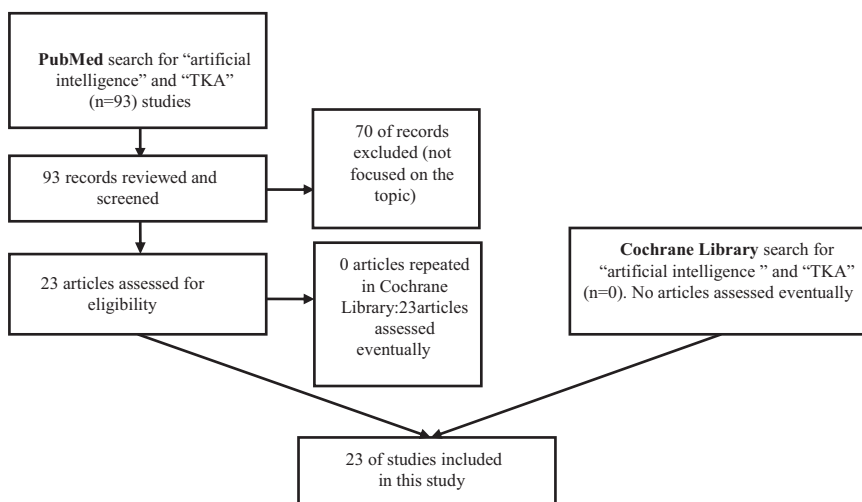 PubMed search for “artificial
intelligence” and “TKA”
(n=93) studies
93 records reviewed and
screened
70 of records
excluded (not
focused on the
topic)
23 articles assessed for
eligibility
0 articles repeated
in Cochrane
Library:23articles
assessed
eventually
Cochrane Library search for
“artificial intelligence ” and “TKA”
(n=0). No articles assessed eventually
23 of studies included
in this study